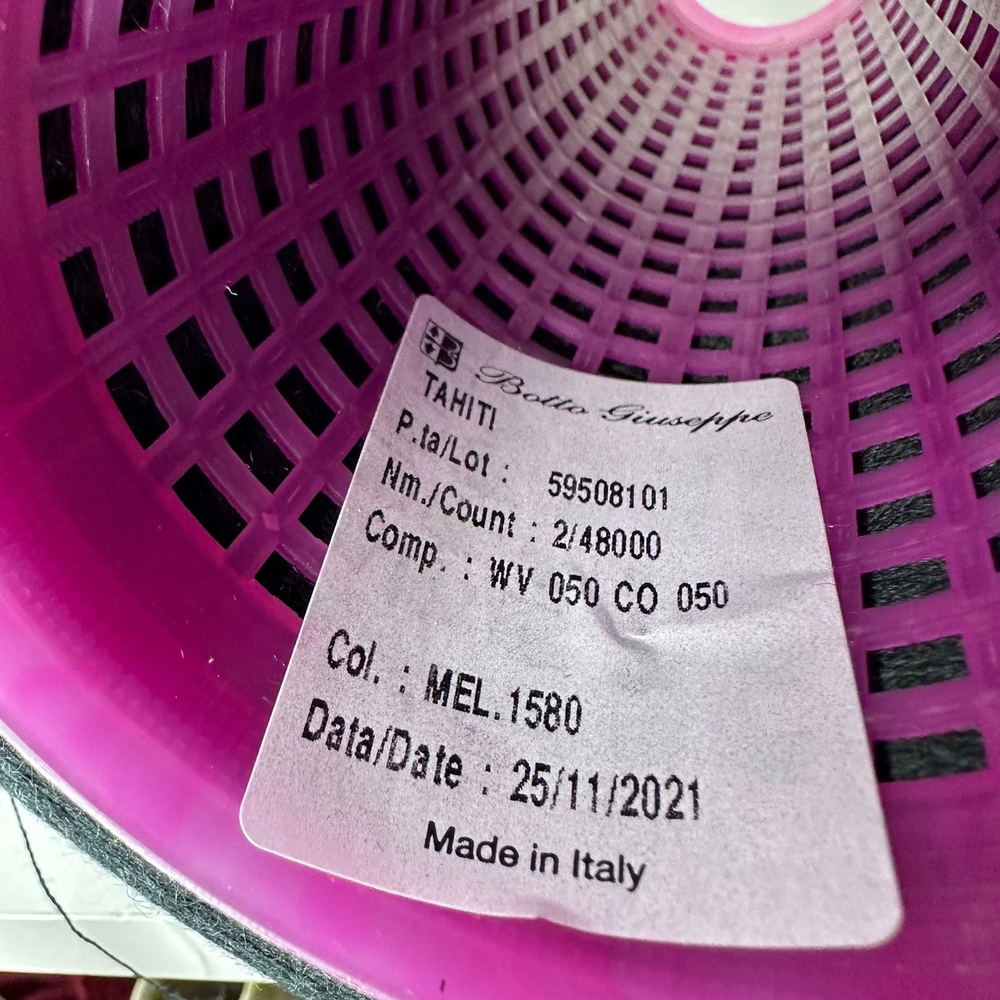 Botto Giuseppe
TAHITI
P.ta/Lot : 59508101
Nm./Count : 2/48000
Comp. : WV 050 CO 050
Col. : MEL.1580
Data/Date : 25/11/2021
Made in Italy